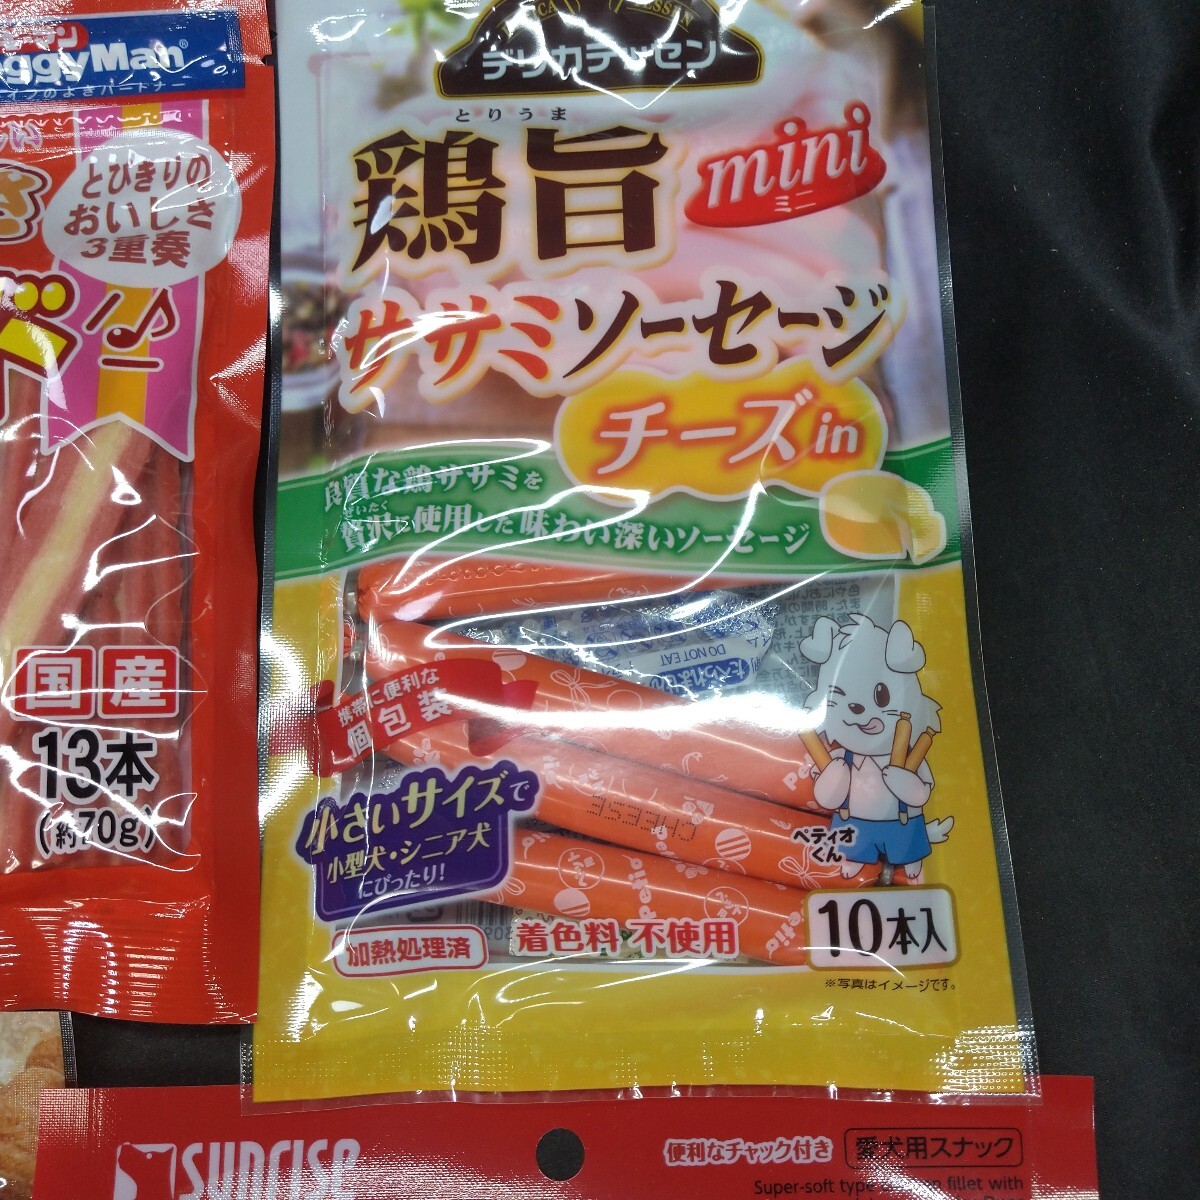 DoggyMan
とびきりの
おいしさ
3重奏
国産
13本
(約70g)
デリカテッセン
とりうま
鶏旨
mini
ミニ
ササミソーセージ
チーズin
良質な鶏ササミを
ぜいたく
贅沢に使用した味わい深いソーセージ
DO NOT EAT
携帯に便利な
個包装
CHEESE
小さいサイズで
小型犬・シニア犬
にぴったり!
ペティオ
くん
加熱処理済
着色料 不使用
10本入
※写真はイメージです。
SUNRISE
便利なチャック付き
愛犬用スナック
Super-soft type chicken fillet with